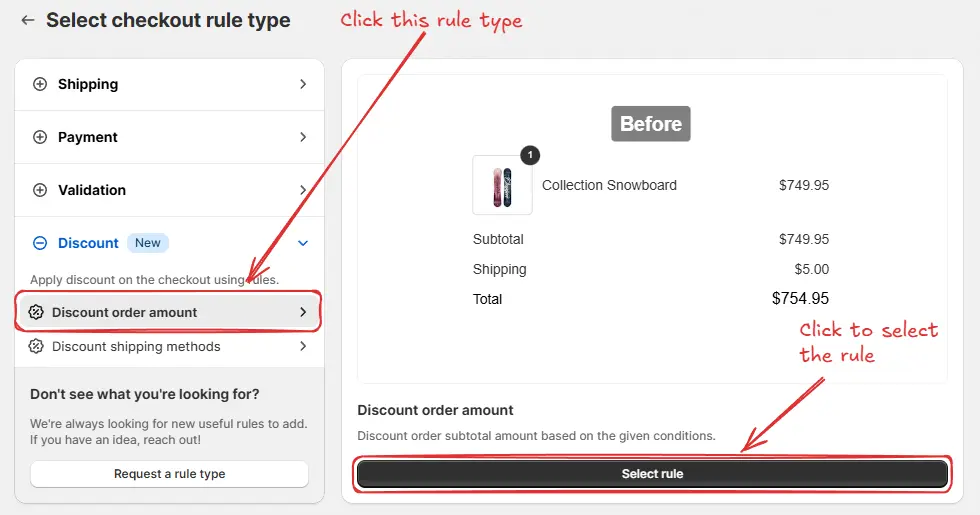 Select checkout rule type
Click this rule type
Shipping
Payment
Validation
Discount New
Apply discount on the checkout using rules.
Discount order amount
Discount shipping methods
Don't see what you're looking for?
We're always looking for new useful rules to add.
If you have an idea, reach out!
Request a rule type
Before
1
Collection Snowboard $749.95
Subtotal $749.95
Shipping $5.00
Total $754.95
Click to select
the rule
Discount order amount
Discount order subtotal amount based on the given conditions.
Select rule